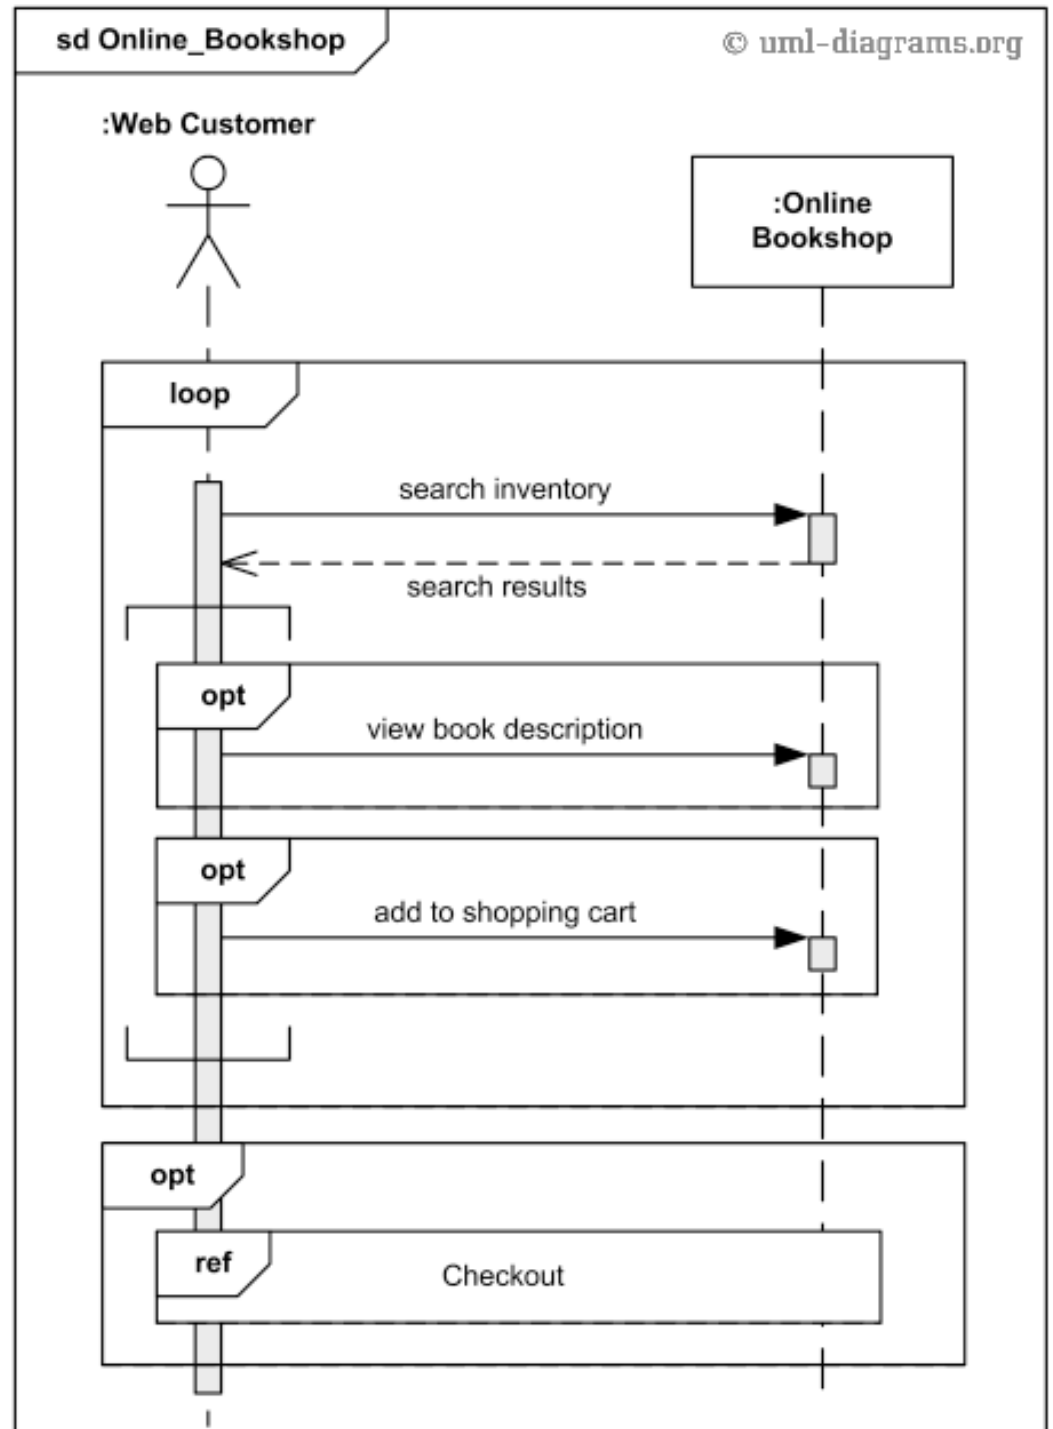 sd Online_Bookshop
© uml-diagrams.org
:Web Customer
:Online
Bookshop
loop
search inventory
search results
opt
view book description
opt
add to shopping cart
opt
ref
Checkout